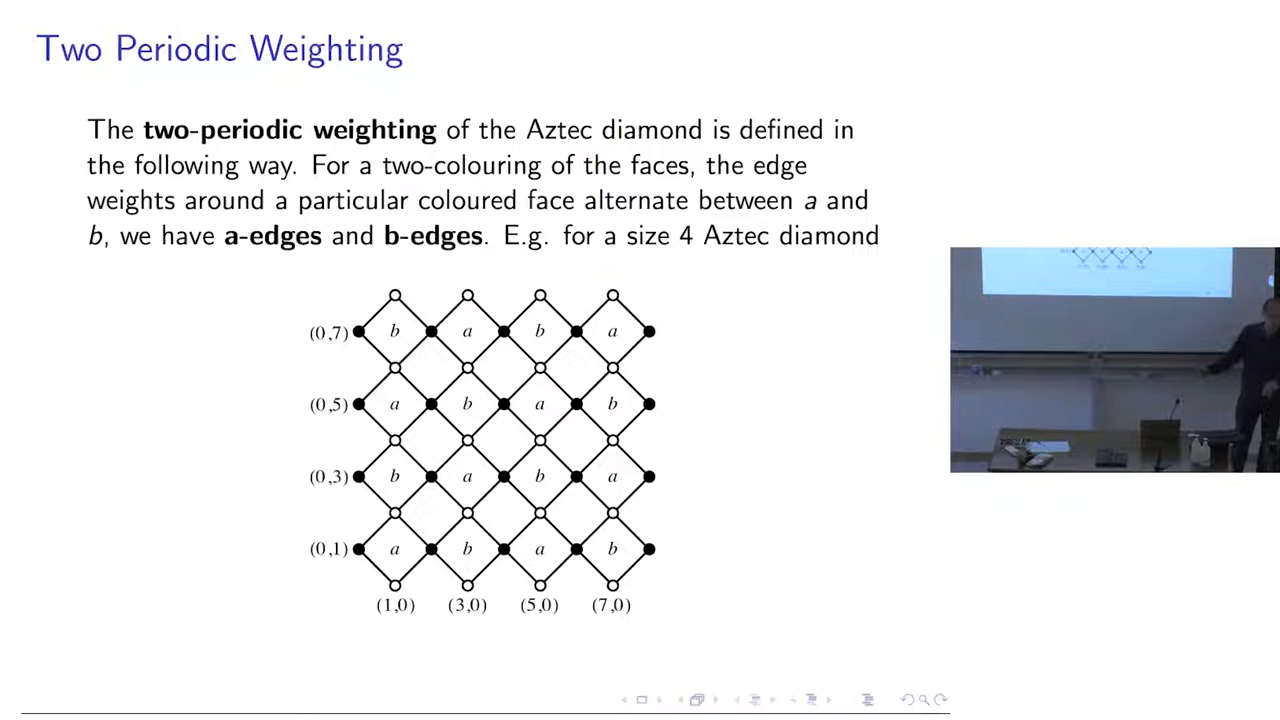 Two Periodic Weighting
The two-periodic weighting of the Aztec diamond is defined in
the following way. For a two-colouring of the faces, the edge
weights around a particular coloured face alternate between a and
b, we have a-edges and b-edges. E.g. for a size 4 Aztec diamond
(0,7) b a b a
(0,5) a b a b
(0,3) b a b a
(0,1) a b a b
(1,0) (3,0) (5,0) (7,0)